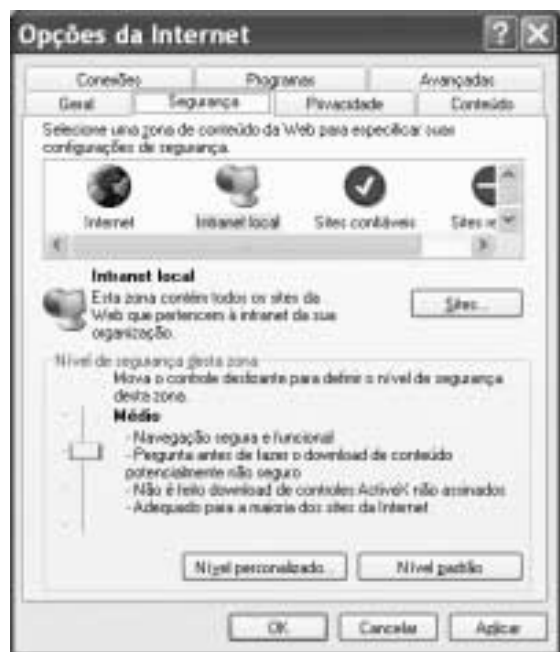 Opções da Internet
Conexões Programas Avançadas
Geral Segurança Privacidade Conteúdo
Selecione uma zona de conteúdo da Web para especificar suas
configurações de segurança.
Internet Intranet local Sites confiáveis Sites
Intranet local
Esta zona contém todos os sites da
Web que pertencem à intranet da sua
organização.
Sites...
Nível de segurança desta zona
Mova o controle deslizante para definir o nível de segurança
desta zona.
Médio
- Navegação segura e funcional
- Pergunta antes de fazer o download de conteúdo
potencialmente não seguro
- Não é feito download de controles ActiveX não assinados
- Adequado para a maioria dos sites da Internet
Nível personalizado... Nível padrão
OK Cancelar Aplicar